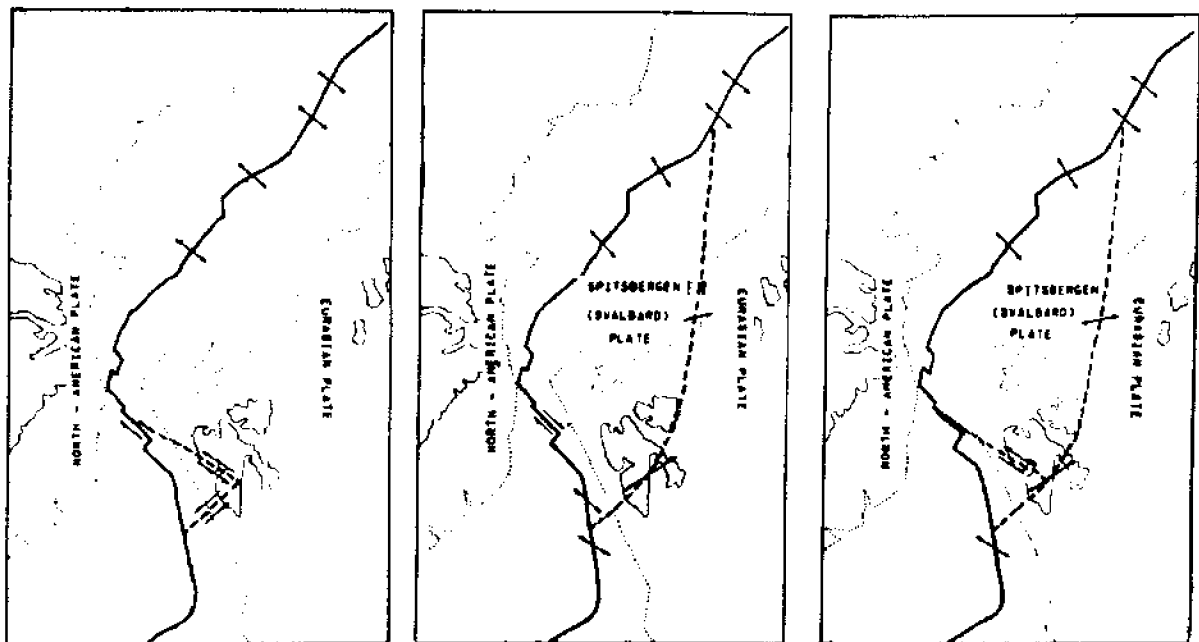 NORTH - AMERICAN PLATE
EURASIAN PLATE
NORTH - AMERICAN PLATE
SPITSBERGEN
(SVALBARD)
PLATE
EURASIAN PLATE
NORTH - AMERICAN PLATE
SPITSBERGEN
(SVALBARD)
PLATE
EURASIAN PLATE